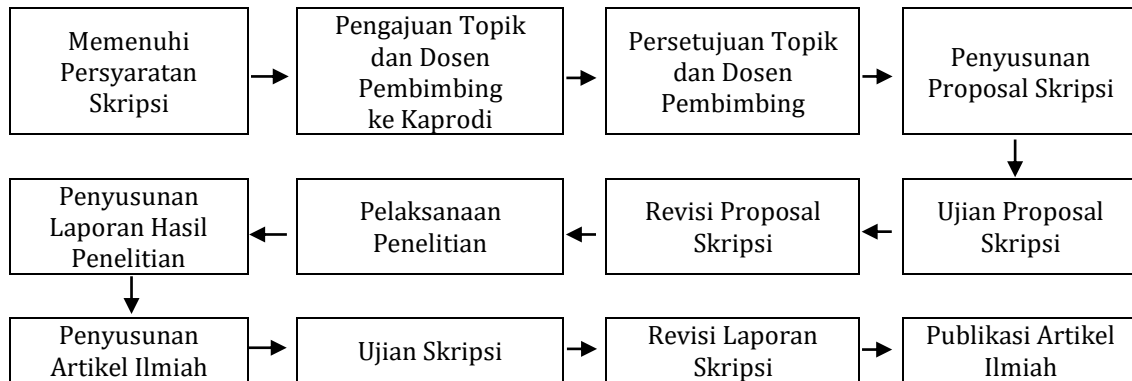 Memenuhi
Persyaratan
Skripsi
Pengajuan Topik
dan Dosen
Pembimbing
ke Kaprodi
Persetujuan Topik
dan Dosen
Pembimbing
Penyusunan
Proposal Skripsi
Ujian Proposal
Skripsi
Revisi Proposal
Skripsi
Pelaksanaan
Penelitian
Penyusunan
Laporan Hasil
Penelitian
Penyusunan
Artikel Ilmiah
Ujian Skripsi
Revisi Laporan
Skripsi
Publikasi Artikel
Ilmiah